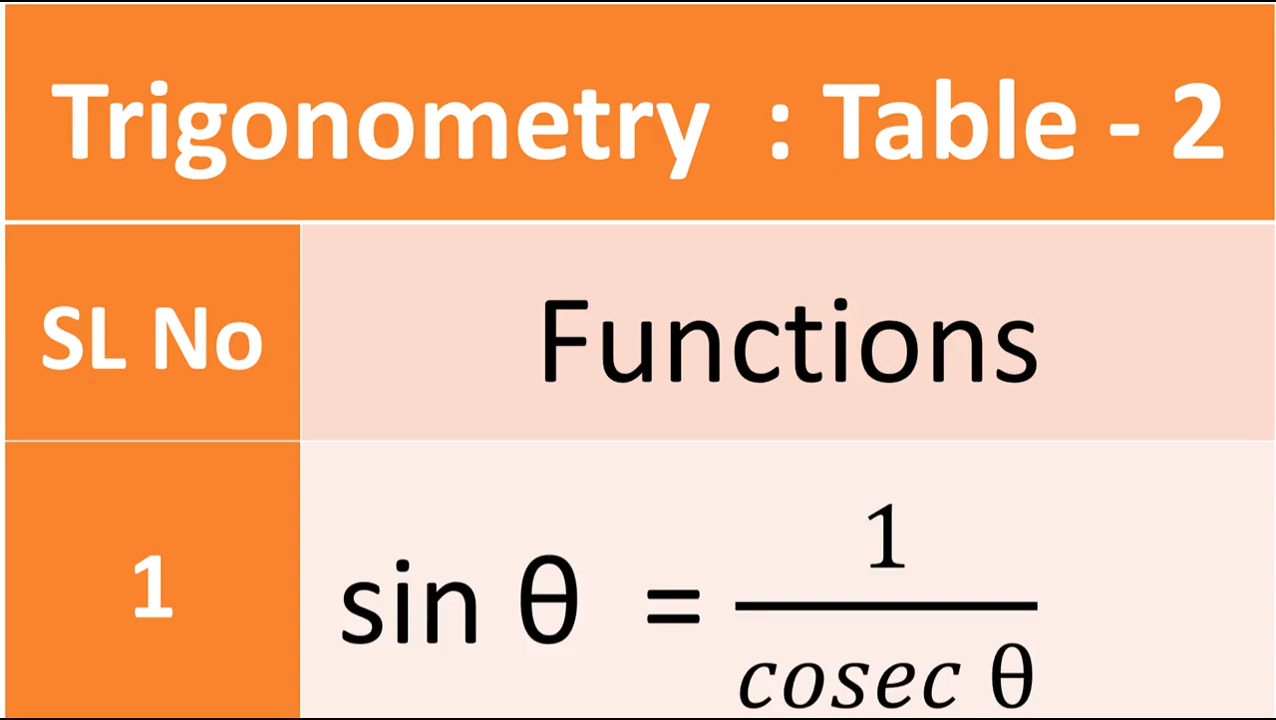 Trigonometry : Table - 2
SL No Functions
1 sin θ = 1
cosec θ